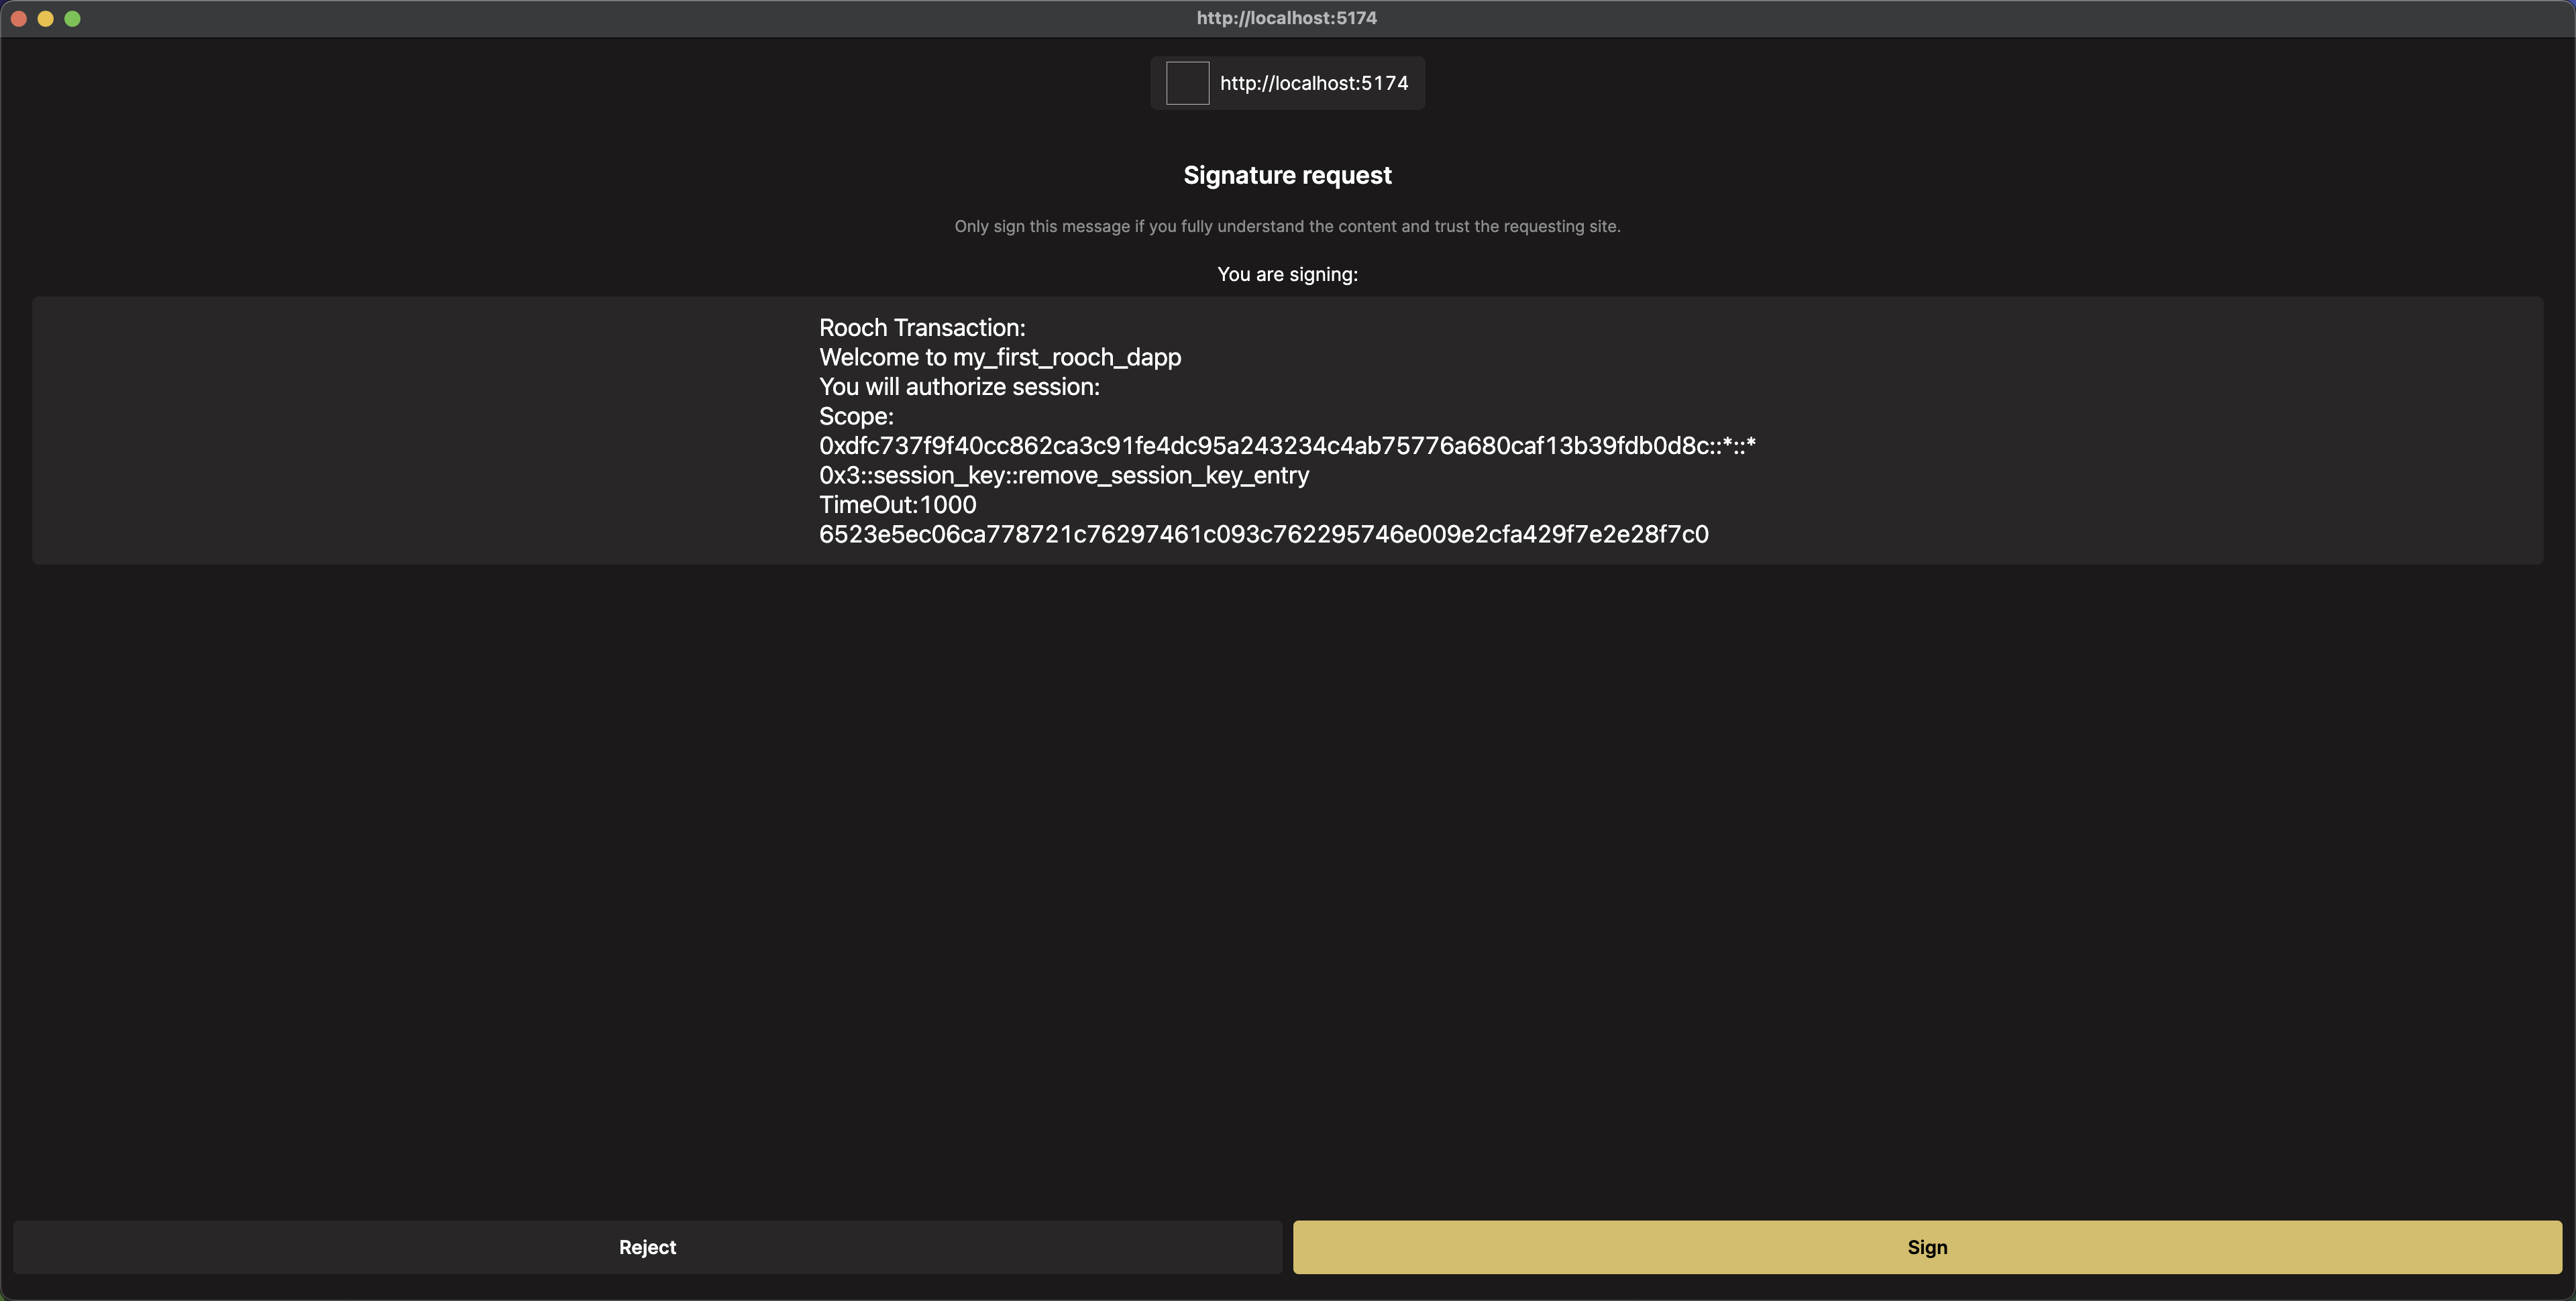 http://localhost:5174
http://localhost:5174
Signature request
Only sign this message if you fully understand the content and trust the requesting site.
You are signing:
Rooch Transaction:
Welcome to my_first_rooch_dapp
You will authorize session:
Scope:
0xdfc737f9f40cc862ca3c91fe4dc95a243234c4ab75776a680caf13b39fdb0d8c::*::*
0x3::session_key::remove_session_key_entry
TimeOut:1000
6523e5ec06ca778721c76297461c093c762295746e009e2cfa429f7e2e28f7c0
Reject
Sign